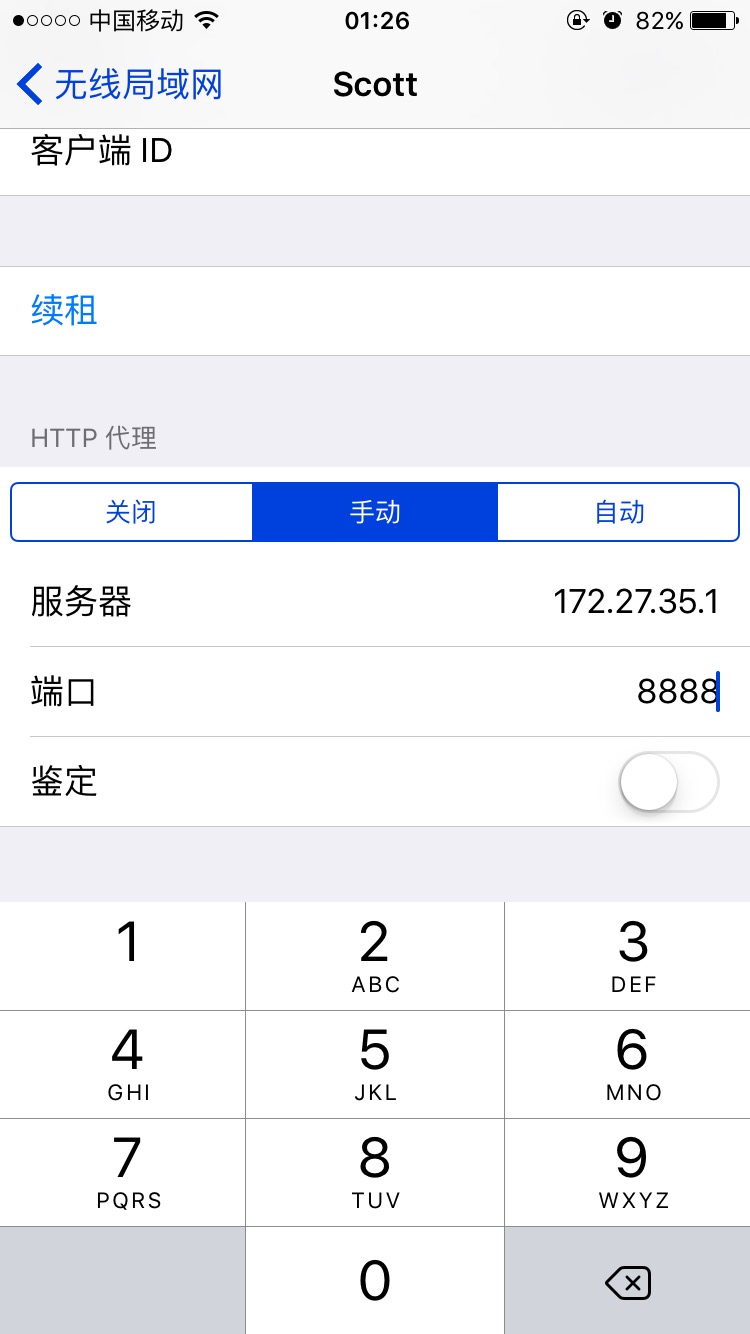 中国移动 01:26 82%
无线局域网 Scott
客户端 ID
续租
HTTP 代理
关闭 手动 自动
服务器 172.27.35.1
端口 8888
鉴定
1 2 3
ABC DEF
4 5 6
GHI JKL MNO
7 8 9
PQRS TUV WXYZ
0